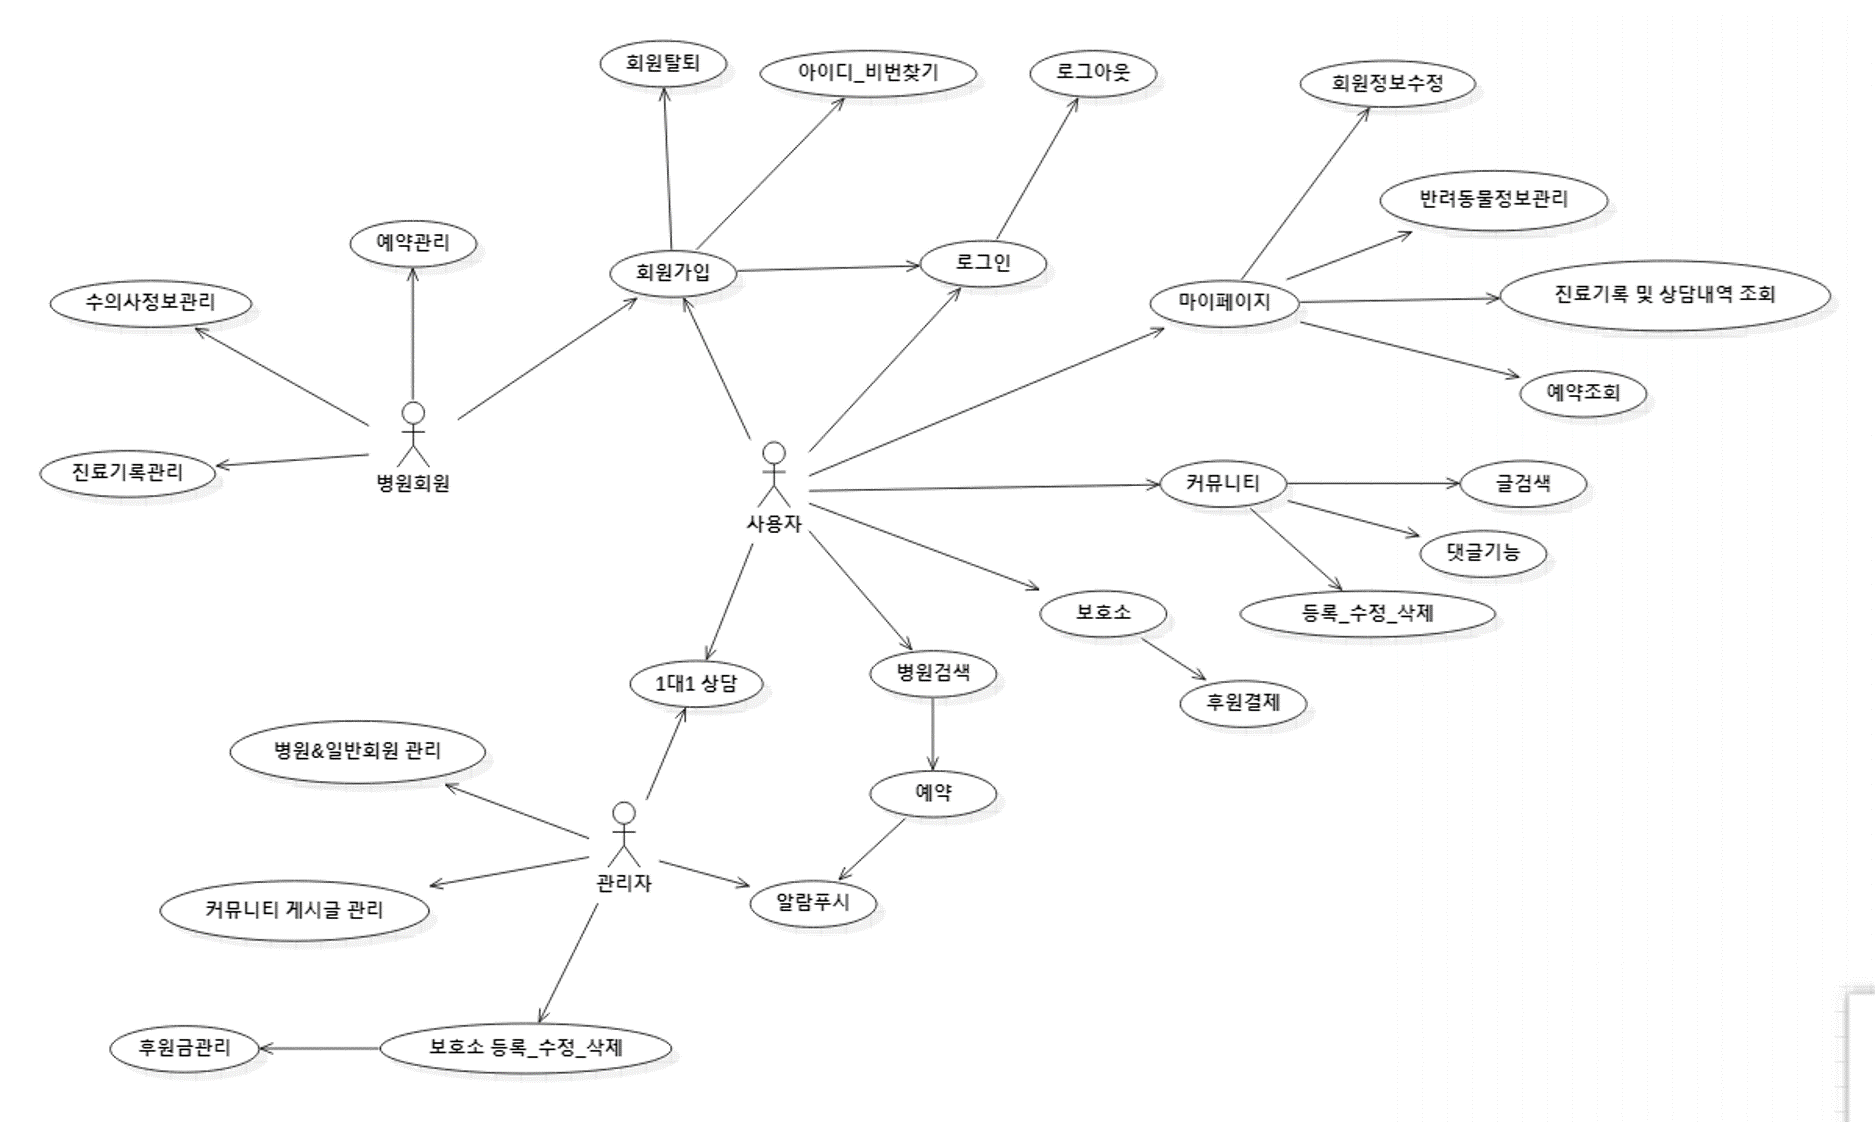 회원탈퇴
아이디_비번찾기
로그아웃
회원정보수정
반려동물정보관리
예약관리
회원가입
로그인
수의사정보관리
마이페이지
진료기록 및 상담내역 조회
예약조회
진료기록관리
병원회원
사용자
커뮤니티
글검색
댓글기능
보호소
등록_수정_삭제
1대1 상담
병원검색
후원결제
병원&일반회원 관리
예약
관리자
커뮤니티 게시글 관리
알람푸시
후원금관리
보호소 등록_수정_삭제